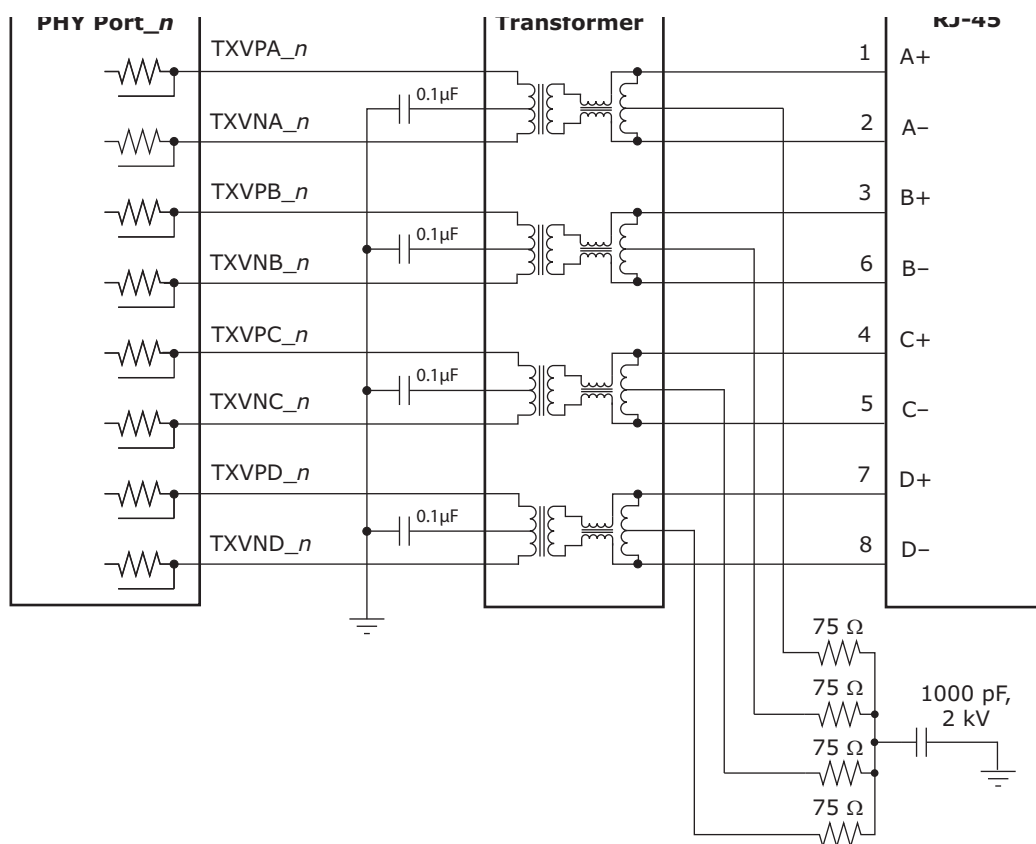 PHY Port_n
Transformer
RJ-45
TXVPA_n
1
A+
0.1µF
TXVNA_n
2
A–
TXVPB_n
3
B+
0.1µF
TXVNB_n
6
B–
TXVPC_n
4
C+
0.1µF
TXVNC_n
5
C–
TXVPD_n
7
D+
0.1µF
TXVND_n
8
D–
75 Ω
75 Ω
1000 pF,
2 kV
75 Ω
75 Ω